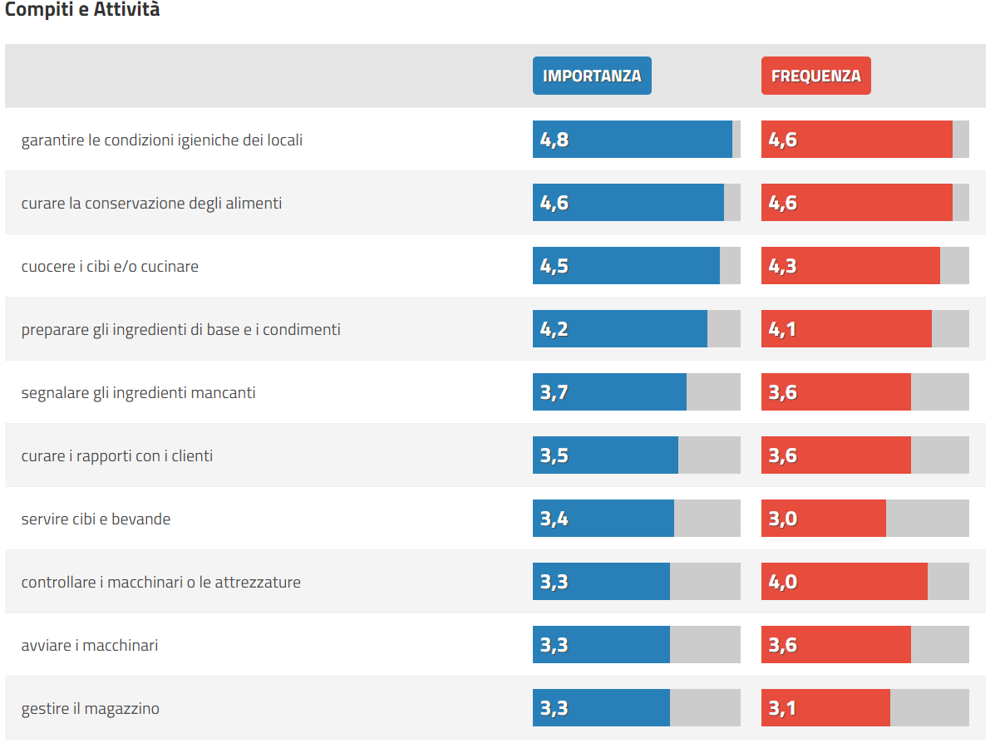 Compiti e Attività
IMPORTANZA FREQUENZA
garantire le condizioni igieniche dei locali 4,8 4,6
curare la conservazione degli alimenti 4,6 4,6
cuocere i cibi e/o cucinare 4,5 4,3
preparare gli ingredienti di base e i condimenti 4,2 4,1
segnalare gli ingredienti mancanti 3,7 3,6
curare i rapporti con i clienti 3,5 3,6
servire cibi e bevande 3,4 3,0
controllare i macchinari o le attrezzature 3,3 4,0
avviare i macchinari 3,3 3,6
gestire il magazzino 3,3 3,1